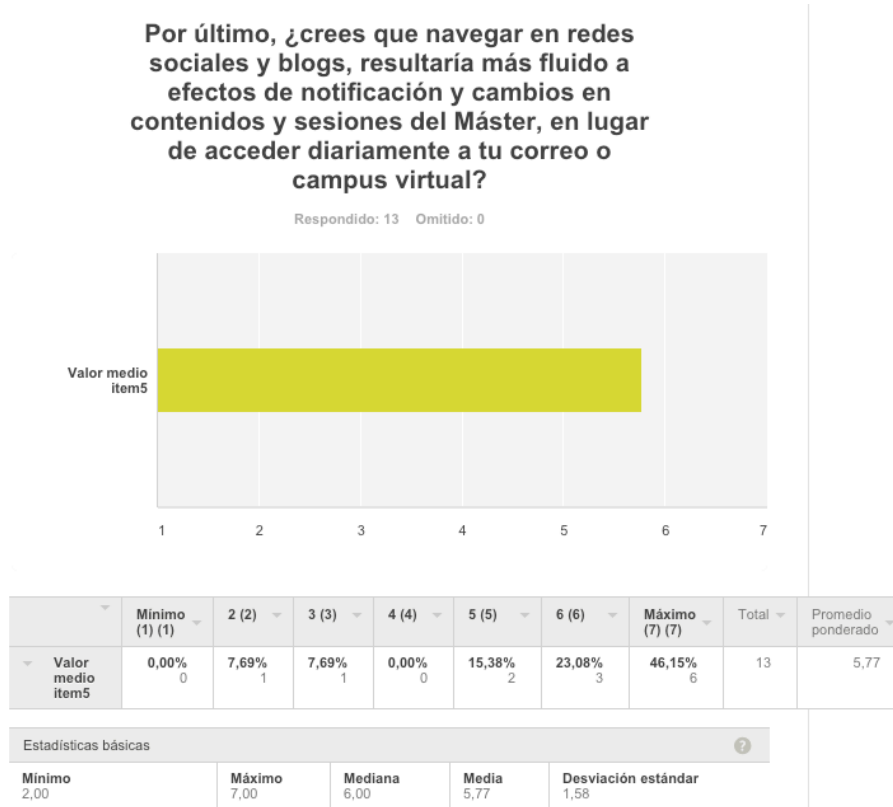 Por último, ¿crees que navegar en redes
sociales y blogs, resultaría más fluido a
efectos de notificación y cambios en
contenidos y sesiones del Máster, en lugar
de acceder diariamente a tu correo o
campus virtual?
Respondido: 13 Omitido: 0
Valor medio
item5
1 2 3 4 5 6 7
Mínimo
(1) (1)
2 (2)
3 (3)
4 (4)
5 (5)
6 (6)
Máximo
(7) (7)
Total
Promedio
ponderado
Valor
medio
item5
0,00%
0
7,69%
1
7,69%
1
0,00%
0
15,38%
2
23,08%
3
46,15%
6
13
5,77
Estadísticas básicas
?
Mínimo
2,00
Máximo
7,00
Mediana
6,00
Media
5,77
Desviación estándar
1,58